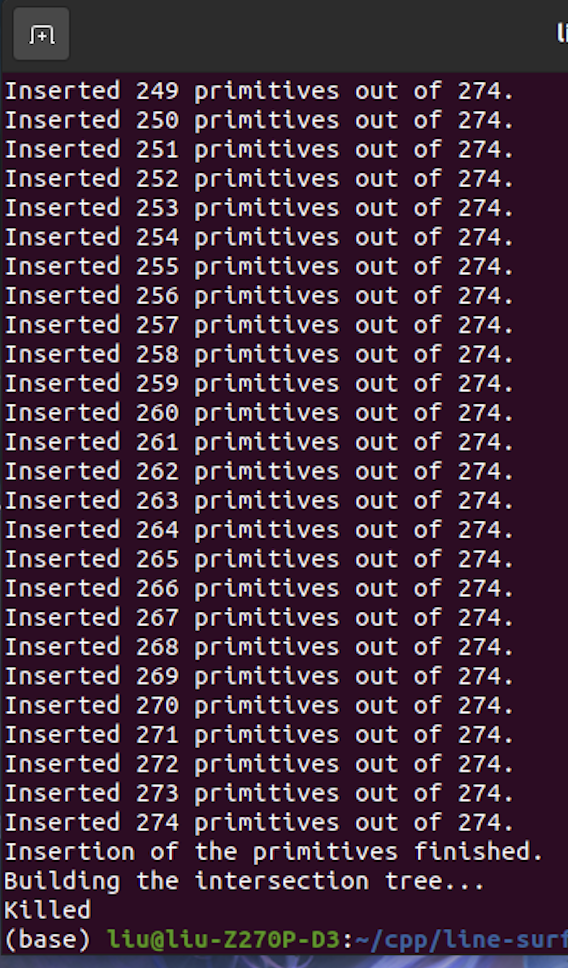 Inserted 249 primitives out of 274.
Inserted 250 primitives out of 274.
Inserted 251 primitives out of 274.
Inserted 252 primitives out of 274.
Inserted 253 primitives out of 274.
Inserted 254 primitives out of 274.
Inserted 255 primitives out of 274.
Inserted 256 primitives out of 274.
Inserted 257 primitives out of 274.
Inserted 258 primitives out of 274.
Inserted 259 primitives out of 274.
Inserted 260 primitives out of 274.
Inserted 261 primitives out of 274.
Inserted 262 primitives out of 274.
Inserted 263 primitives out of 274.
Inserted 264 primitives out of 274.
Inserted 265 primitives out of 274.
Inserted 266 primitives out of 274.
Inserted 267 primitives out of 274.
Inserted 268 primitives out of 274.
Inserted 269 primitives out of 274.
Inserted 270 primitives out of 274.
Inserted 271 primitives out of 274.
Inserted 272 primitives out of 274.
Inserted 273 primitives out of 274.
Inserted 274 primitives out of 274.
Insertion of the primitives finished.
Building the intersection tree...
Killed
(base) liu@liu-Z270P-D3:~/cpp/line-surf